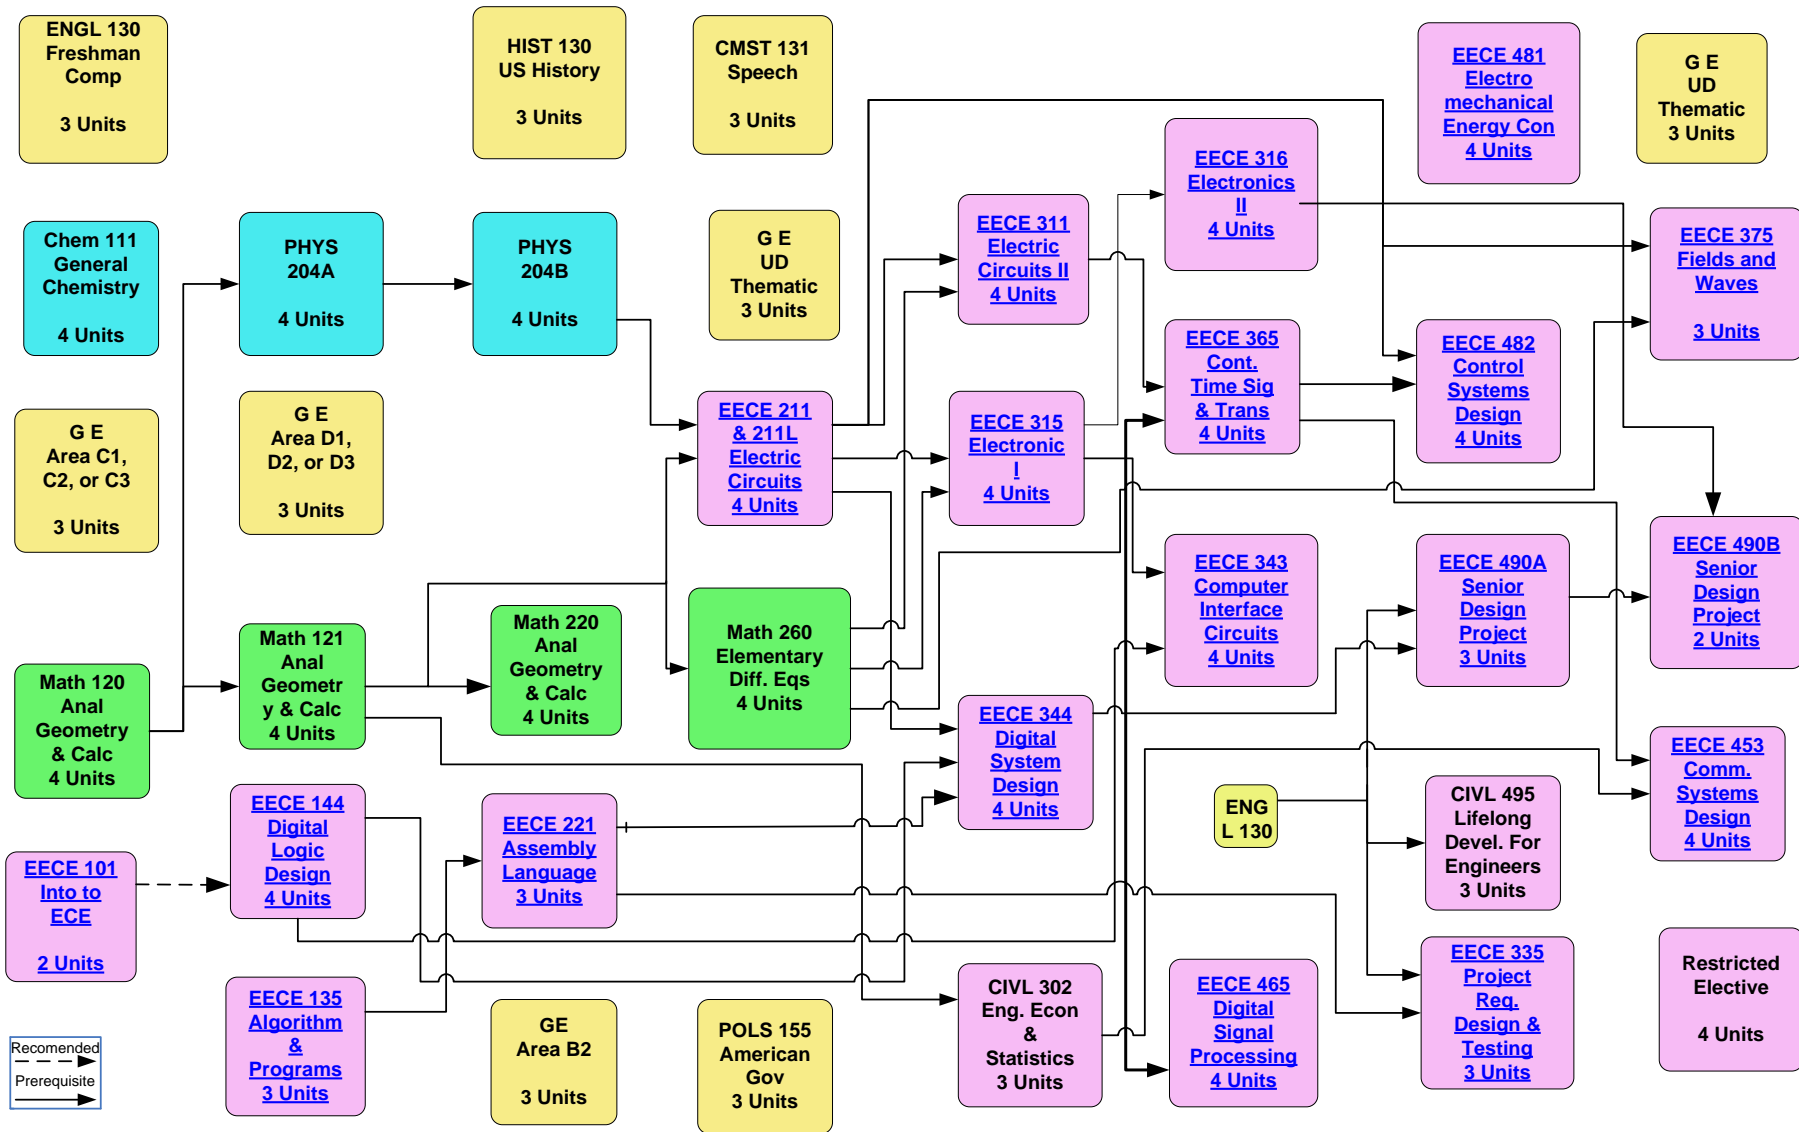 ENGL 130
Freshman
Comp
3 Units
Chem 111
General
Chemistry
4 Units
G E
Area C1,
C2, or C3
3 Units
Math 120
Anal
Geometry
& Calc
4 Units
EECE 101
Into to
ECE
2 Units
Recomended
Prerequisite
PHYS
204A
4 Units
G E
Area D1,
D2, or D3
3 Units
Math 121
Anal
Geometr
y & Calc
4 Units
EECE 144
Digital
Logic
Design
4 Units
EECE 135
Algorithm
&
Programs
3 Units
HIST 130
US History
3 Units
PHYS
204B
4 Units
Math 220
Anal
Geometry
& Calc
4 Units
EECE 221
Assembly
Language
3 Units
GE
Area B2
3 Units
CMST 131
Speech
3 Units
G E
UD
Thematic
3 Units
EECE 211
& 211L
Electric
Circuits
4 Units
Math 260
Elementary
Diff. Eqs
4 Units
POLS 155
American
Gov
3 Units
EECE 311
Electric
Circuits II
4 Units
EECE 315
Electronic
I
4 Units
EECE 344
Digital
System
Design
4 Units
CIVL 302
Eng. Econ
&
Statistics
3 Units
EECE 316
Electronics
II
4 Units
EECE 365
Cont.
Time Sig
& Trans
4 Units
EECE 343
Computer
Interface
Circuits
4 Units
ENG
L 130
EECE 465
Digital
Signal
Processing
4 Units
EECE 481
Electro
mechanical
Energy Con
4 Units
EECE 482
Control
Systems
Design
4 Units
EECE 490A
Senior
Design
Project
3 Units
CIVL 495
Lifelong
Devel. For
Engineers
3 Units
EECE 335
Project
Req.
Design &
Testing
3 Units
G E
UD
Thematic
3 Units
EECE 375
Fields and
Waves
3 Units
EECE 490B
Senior
Design
Project
2 Units
EECE 453
Comm.
Systems
Design
4 Units
Restricted
Elective
4 Units